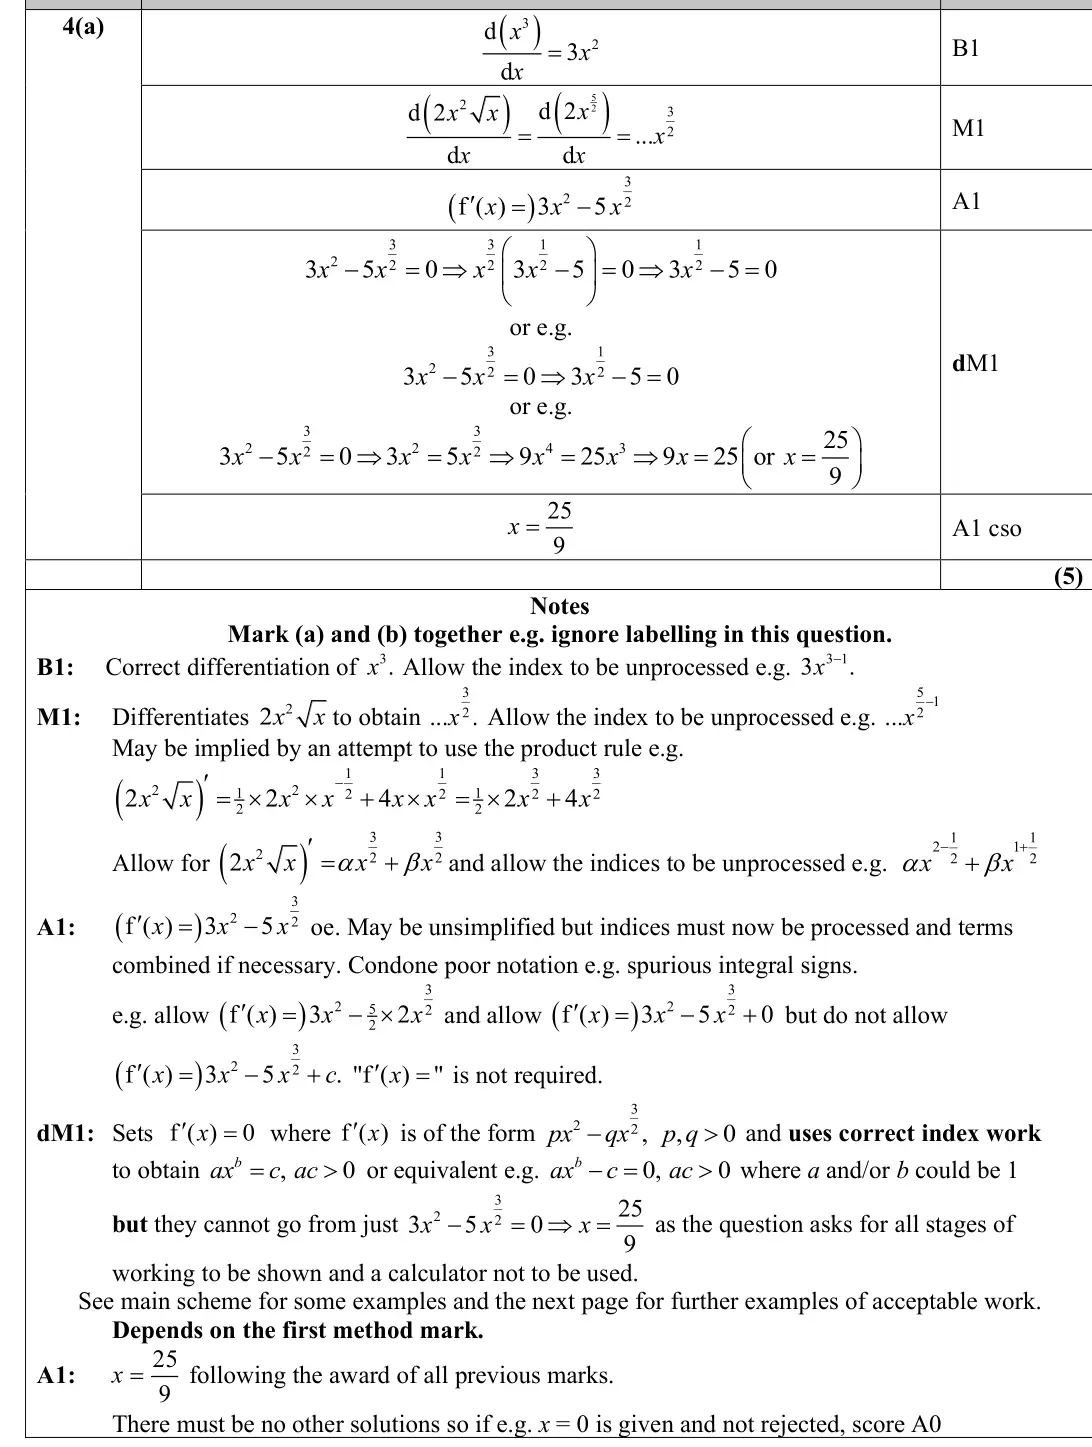 4(a)
d(x³)/dx = 3x²
B1
d(2x²√x)/dx = d(2x^(5/2))/dx = ...x^(3/2)
M1
(f′(x) =)3x² − 5x^(3/2)
A1
3x² − 5x^(3/2) = 0 ⇒ x^(3/2)(3x^(1/2) − 5) = 0 ⇒ 3x^(1/2) − 5 = 0
or e.g.
3x² − 5x^(3/2) = 0 ⇒ 3x^(1/2) − 5 = 0
or e.g.
3x² − 5x^(3/2) = 0 ⇒ 3x² = 5x^(3/2) ⇒ 9x⁴ = 25x³ ⇒ 9x = 25 (or x = 25/9)
dM1
x = 25/9
A1 cso
(5)
Notes
Mark (a) and (b) together e.g. ignore labelling in this question.
B1: Correct differentiation of x³. Allow the index to be unprocessed e.g. 3x^(3−1).
M1: Differentiates 2x²√x to obtain ...x^(3/2). Allow the index to be unprocessed e.g. ...x^(5/2−1)
May be implied by an attempt to use the product rule e.g.
(2x²√x)′ = 1/2 × 2x² × x^(−1/2) + 4x × x^(1/2) = 1/2 × 2x^(3/2) + 4x^(3/2)
Allow for (2x²√x)′ = αx^(3/2) + βx^(3/2) and allow the indices to be unprocessed e.g. αx^(2−1/2) + βx^(1+1/2)
A1: (f′(x) =)3x² − 5x^(3/2) oe. May be unsimplified but indices must now be processed and terms
combined if necessary. Condone poor notation e.g. spurious integral signs.
e.g. allow (f′(x) =)3x² − 5/2 × 2x^(3/2) and allow (f′(x) =)3x² − 5x^(3/2) + 0 but do not allow
(f′(x) =)3x² − 5x^(3/2) + c. "f′(x) =" is not required.
dM1: Sets f′(x) = 0 where f′(x) is of the form px² − qx^(3/2), p,q > 0 and uses correct index work
to obtain ax^b = c, ac > 0 or equivalent e.g. ax^b − c = 0, ac > 0 where a and/or b could be 1
but they cannot go from just 3x² − 5x^(3/2) = 0 ⇒ x = 25/9 as the question asks for all stages of
working to be shown and a calculator not to be used.
See main scheme for some examples and the next page for further examples of acceptable work.
Depends on the first method mark.
A1: x = 25/9 following the award of all previous marks.
There must be no other solutions so if e.g. x = 0 is given and not rejected, score A0